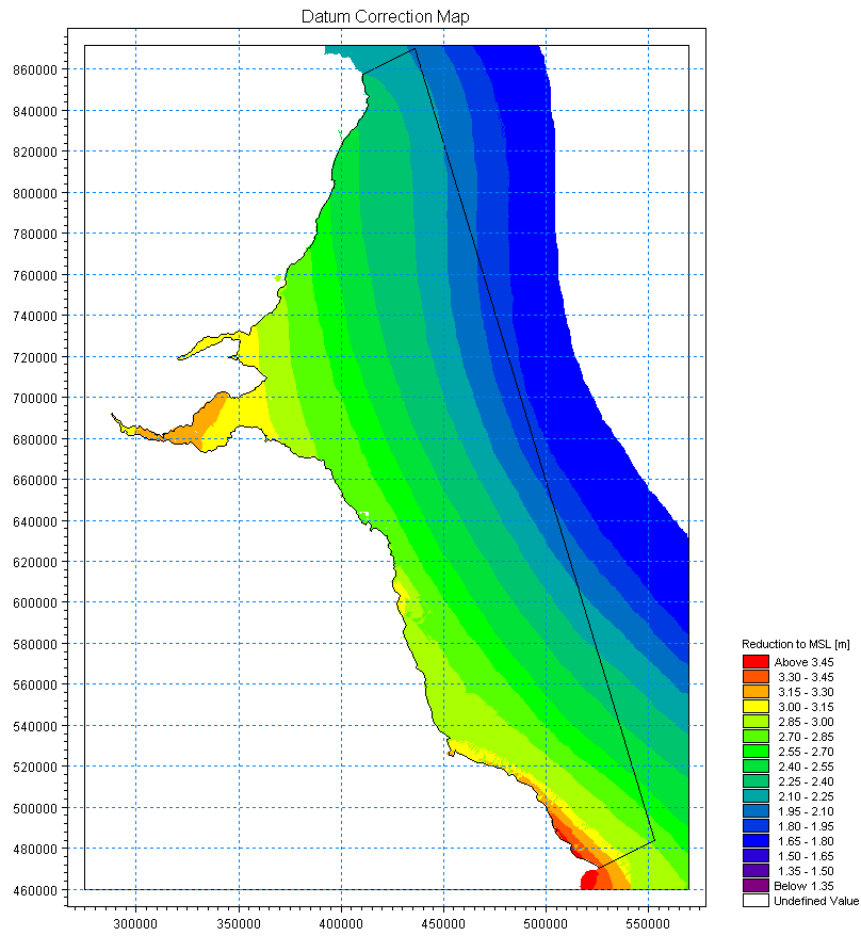 Datum Correction Map
860000
840000
820000
800000
780000
760000
740000
720000
700000
680000
660000
640000
620000
600000
580000
560000
540000
520000
500000
480000
460000
300000 350000 400000 450000 500000 550000
Reduction to MSL [m]
Above 3.45
3.30 - 3.45
3.15 - 3.30
3.00 - 3.15
2.85 - 3.00
2.70 - 2.85
2.55 - 2.70
2.40 - 2.55
2.25 - 2.40
2.10 - 2.25
1.95 - 2.10
1.80 - 1.95
1.65 - 1.80
1.50 - 1.65
1.35 - 1.50
Below 1.35
Undefined Value